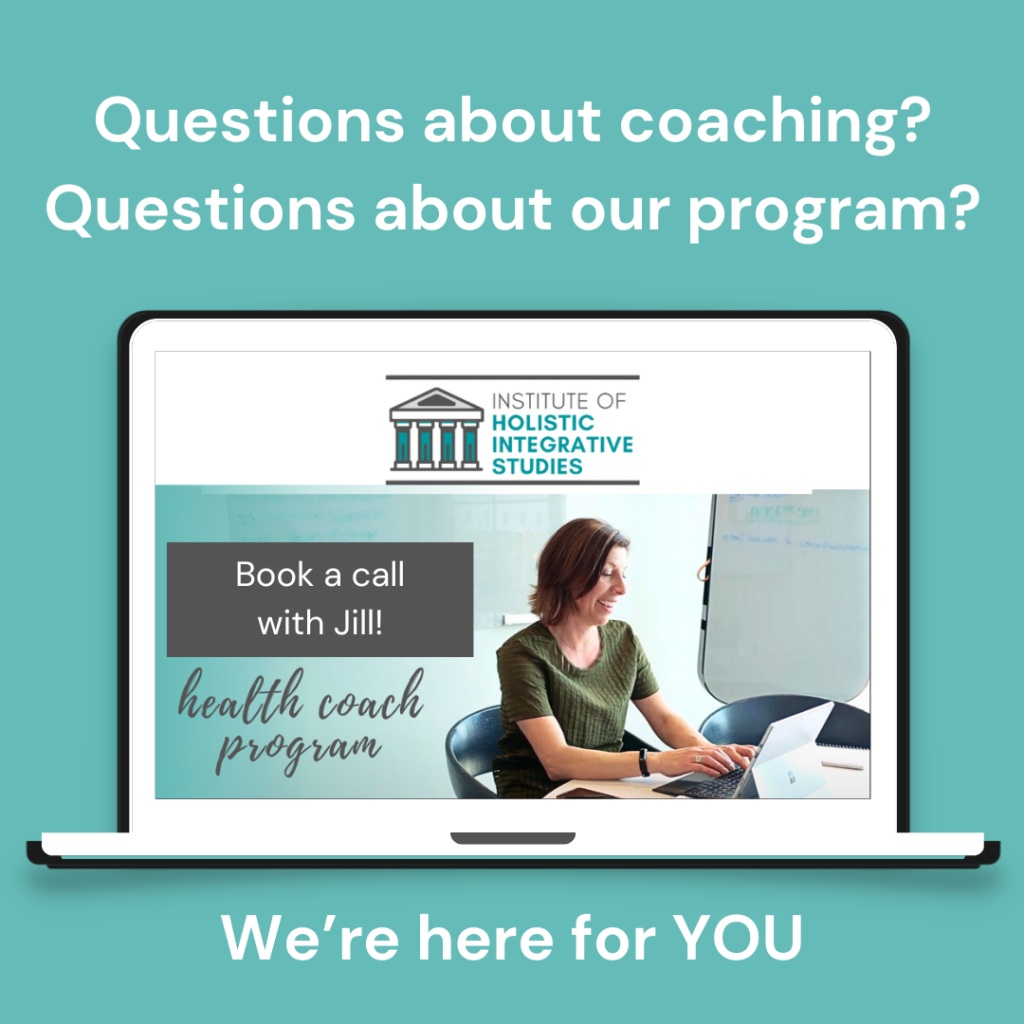 Questions about coaching?
Questions about our program?
INSTITUTE OF
HOLISTIC
INTEGRATIVE
STUDIES
Book a call
with Jill!
health coach
program
We're here for YOU